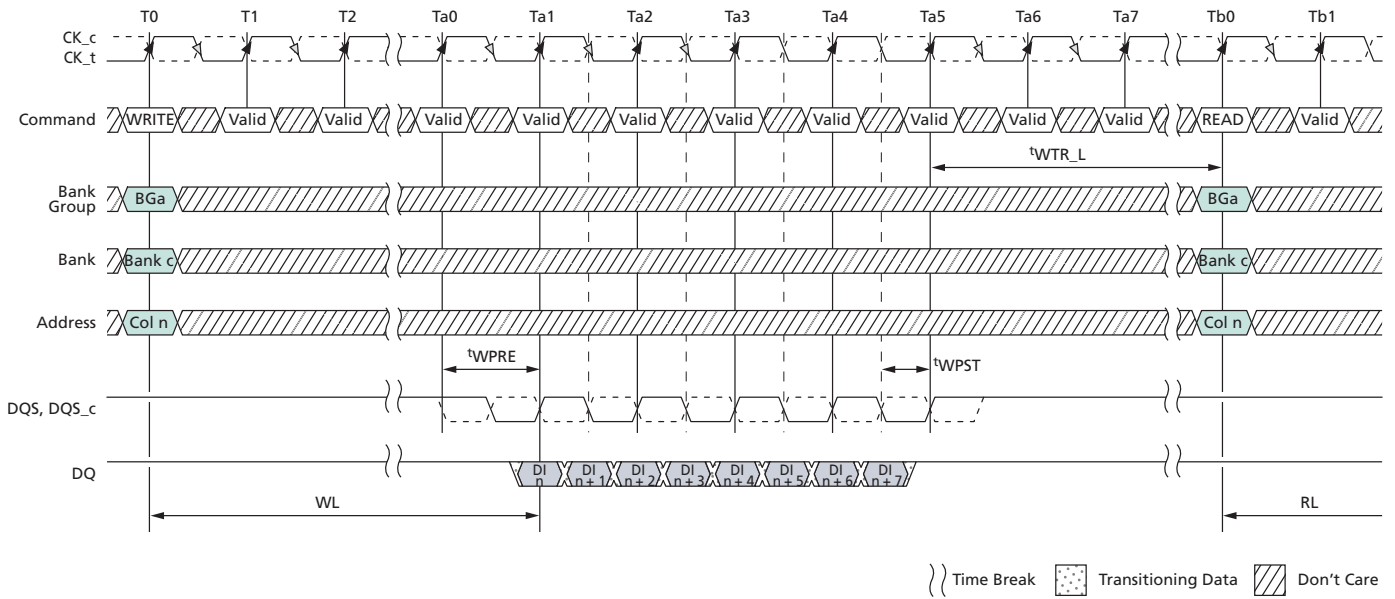 T0 T1 T2 Ta0 Ta1 Ta2 Ta3 Ta4 Ta5 Ta6 Ta7 Tb0 Tb1
CK_c
CK_t
Command WRITE Valid Valid Valid Valid Valid Valid Valid Valid Valid Valid READ Valid
tWTR_L
Bank
Group BGa BGa
Bank Bank c Bank c
Address Col n Col n
tWPRE tWPST
DQS, DQS_c
DQ DI n DI n + 1 DI n + 2 DI n + 3 DI n + 4 DI n + 5 DI n + 6 DI n + 7
WL RL
Time Break Transitioning Data Don't Care